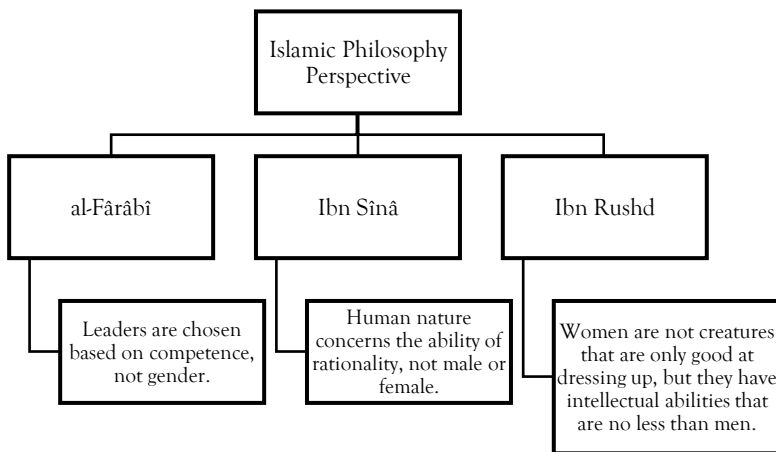 Islamic Philosophy
Perspective
al-Fârâbî
Ibn Sînâ
Ibn Rushd
Leaders are chosen
based on competence,
not gender.
Human nature
concerns the ability of
rationality, not male or
female.
Women are not creatures
that are only good at
dressing up, but they have
intellectual abilities that
are no less than men.